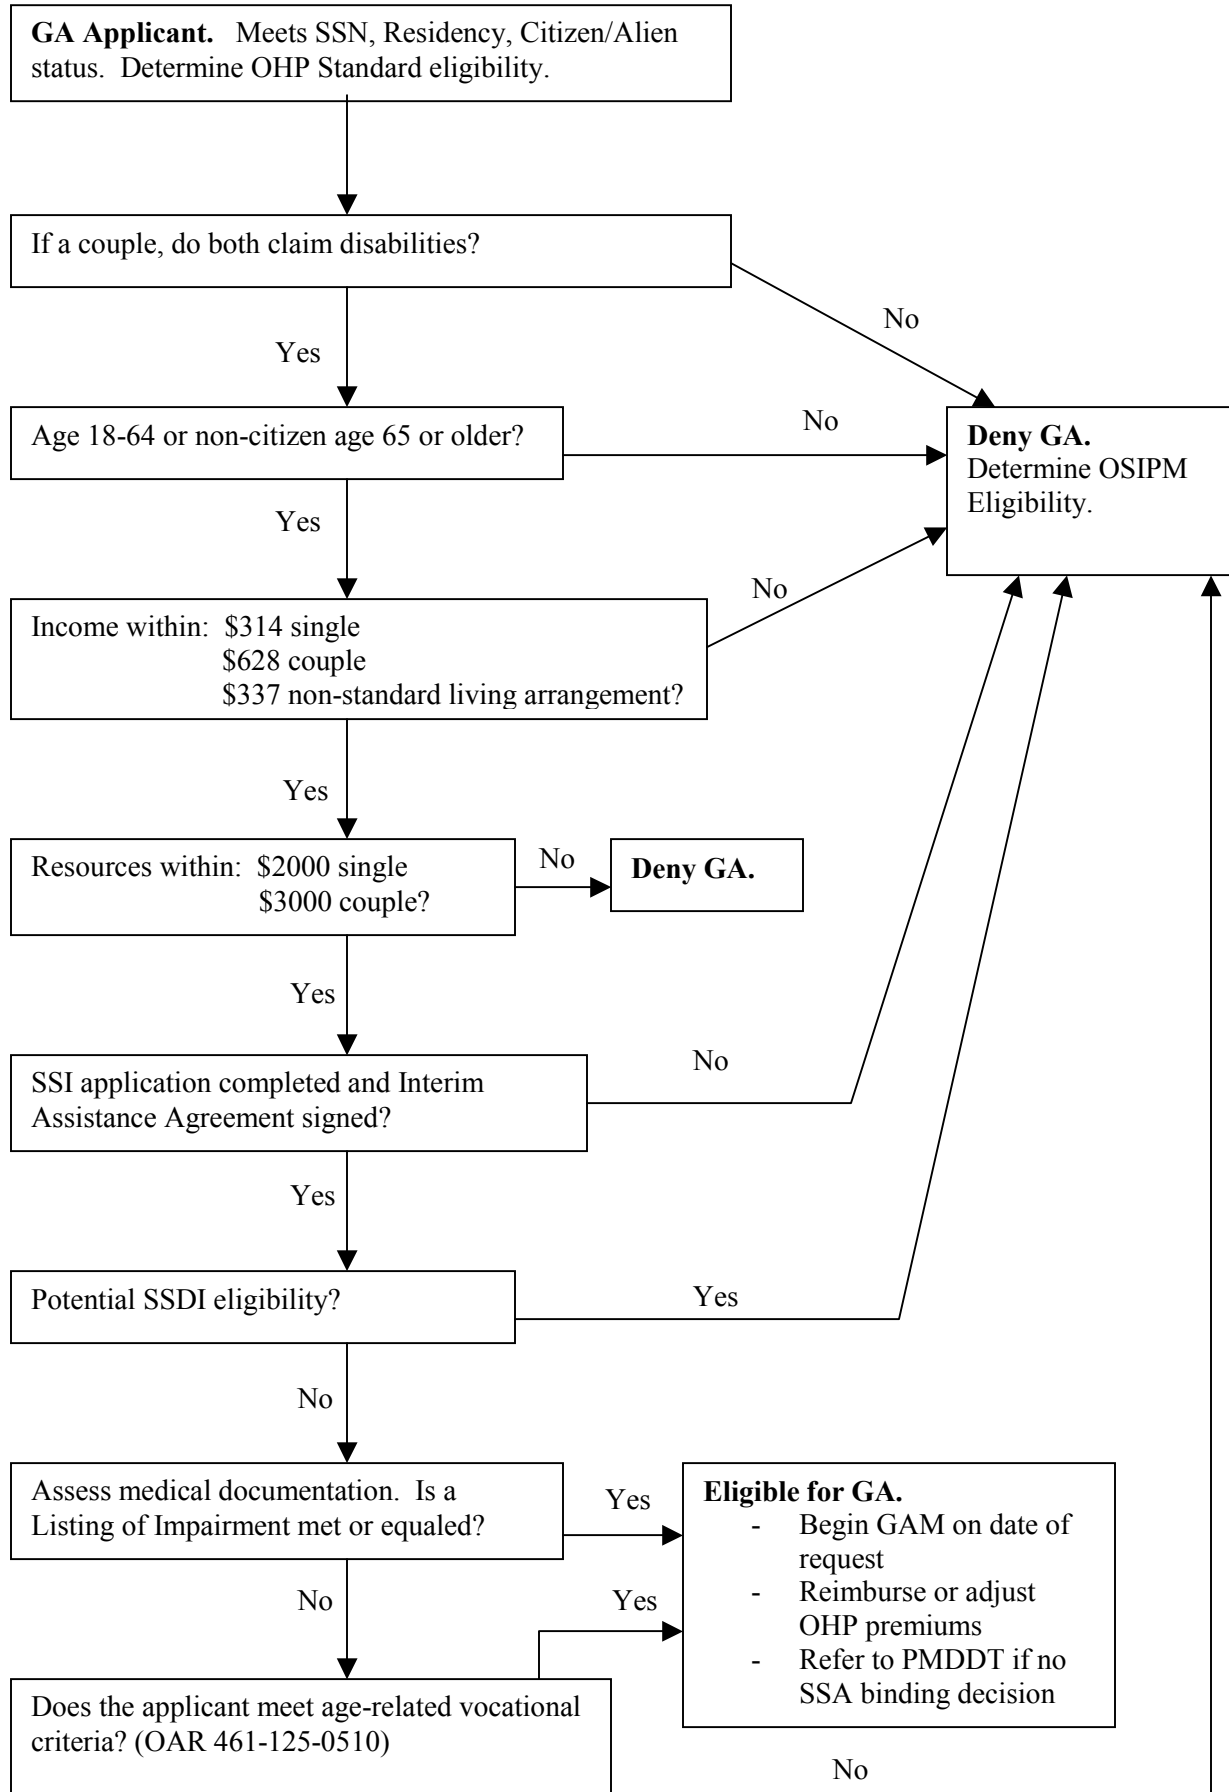 GA Applicant. Meets SSN, Residency, Citizen/Alien
status. Determine OHP Standard eligibility.
If a couple, do both claim disabilities?
No
Yes
Age 18-64 or non-citizen age 65 or older?
No
Deny GA.
Determine OSIPM
Eligibility.
Yes
No
Income within: $314 single
$628 couple
$337 non-standard living arrangement?
Yes
Resources within: $2000 single
$3000 couple?
No
Deny GA.
Yes
SSI application completed and Interim
Assistance Agreement signed?
No
Yes
Potential SSDI eligibility?
Yes
No
Assess medical documentation. Is a
Listing of Impairment met or equaled?
Yes
Eligible for GA.
- Begin GAM on date of
request
- Reimburse or adjust
OHP premiums
- Refer to PMDDT if no
SSA binding decision
No
Yes
Does the applicant meet age-related vocational
criteria? (OAR 461-125-0510)
No